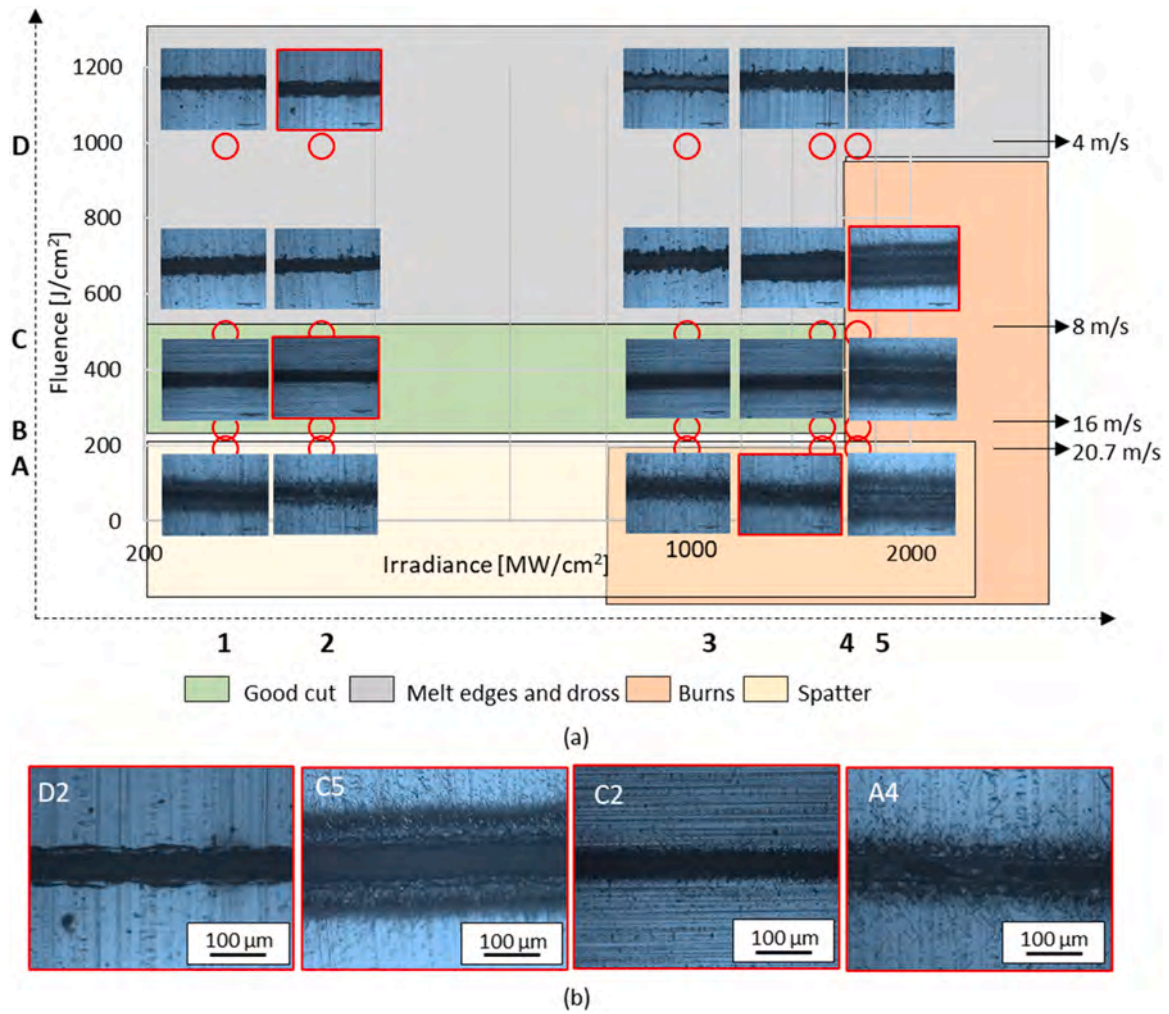 1200
D
1000
4 m/s
800
Fluence [J/cm²]
600
8 m/s
C
400
16 m/s
B
200
20.7 m/s
A
0
200
1000
2000
Irradiance [MW/cm²]
1 2 3 4 5
Good cut Melt edges and dross Burns Spatter
(a)
D2 C5 C2 A4
100 µm 100 µm 100 µm 100 µm
(b)